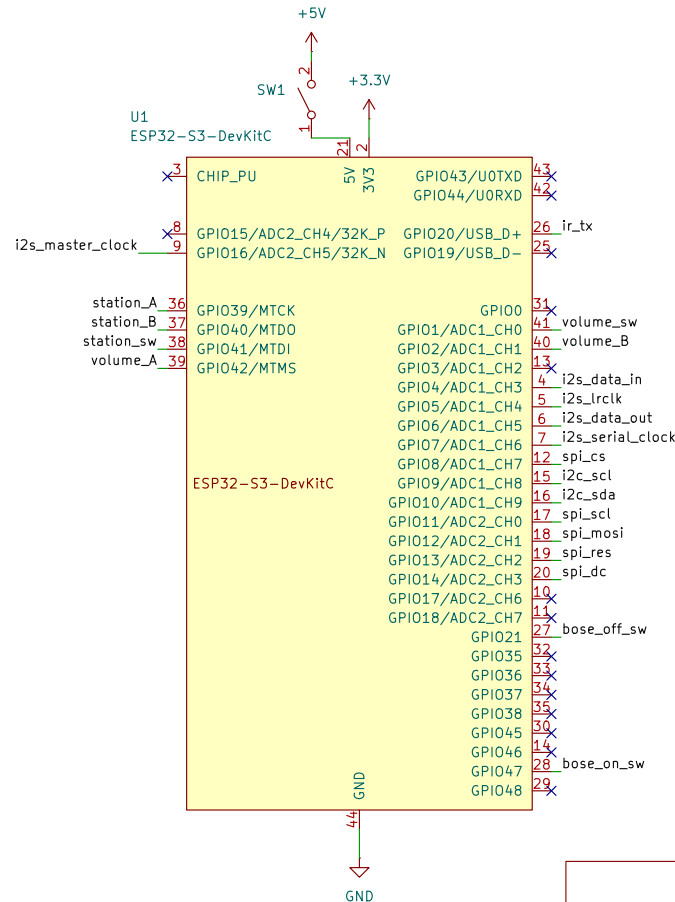 +5V
2
SW1
+3.3V
1
U1
ESP32-S3-DevKitC
21
2
5V
3V3
3 CHIP_PU GPIO43/U0TXD 43
GPIO44/U0RXD 42
8 GPIO15/ADC2_CH4/32K_P GPIO20/USB_D+ 26 ir_tx
i2s_master_clock 9 GPIO16/ADC2_CH5/32K_N GPIO19/USB_D- 25
station_A 36 GPIO39/MTCK GPIO0 31
station_B 37 GPIO40/MTDO GPIO1/ADC1_CH0 41 volume_sw
station_sw 38 GPIO41/MTDI GPIO2/ADC1_CH1 40 volume_B
volume_A 39 GPIO42/MTMS GPIO3/ADC1_CH2 13
GPIO4/ADC1_CH3 4 i2s_data_in
GPIO5/ADC1_CH4 5 i2s_lrclk
GPIO6/ADC1_CH5 6 i2s_data_out
GPIO7/ADC1_CH6 7 i2s_serial_clock
GPIO8/ADC1_CH7 12 spi_cs
ESP32-S3-DevKitC GPIO9/ADC1_CH8 15 i2c_scl
GPIO10/ADC1_CH9 16 i2c_sda
GPIO11/ADC2_CH0 17 spi_scl
GPIO12/ADC2_CH1 18 spi_mosi
GPIO13/ADC2_CH2 19 spi_res
GPIO14/ADC2_CH3 20 spi_dc
GPIO17/ADC2_CH6 10
GPIO18/ADC2_CH7 11
GPIO21 27 bose_off_sw
GPIO35 32
GPIO36 33
GPIO37 34
GPIO38 35
GPIO45 30
GPIO46 14
GPIO47 28 bose_on_sw
GPIO48 29
GND
44
GND